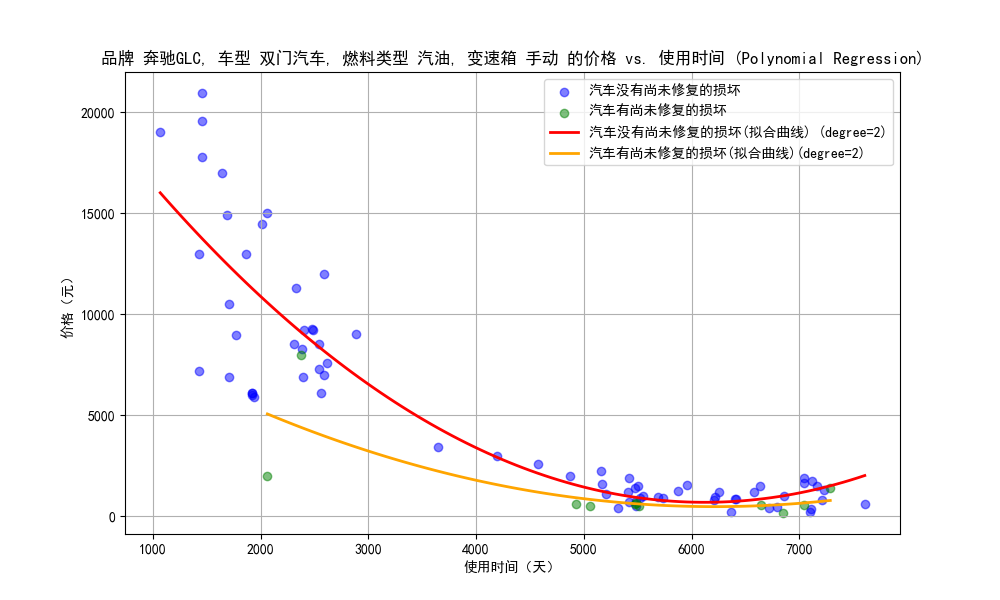 品牌 奔驰GLC, 车型 双门汽车, 燃料类型 汽油, 变速箱 手动 的价格 vs. 使用时间 (Polynomial Regression)
汽车没有尚未修复的损坏
汽车有尚未修复的损坏
汽车没有尚未修复的损坏(拟合曲线) (degree=2)
汽车有尚未修复的损坏(拟合曲线)(degree=2)
价格（元）
20000
15000
10000
5000
0
1000 2000 3000 4000 5000 6000 7000
使用时间（天）